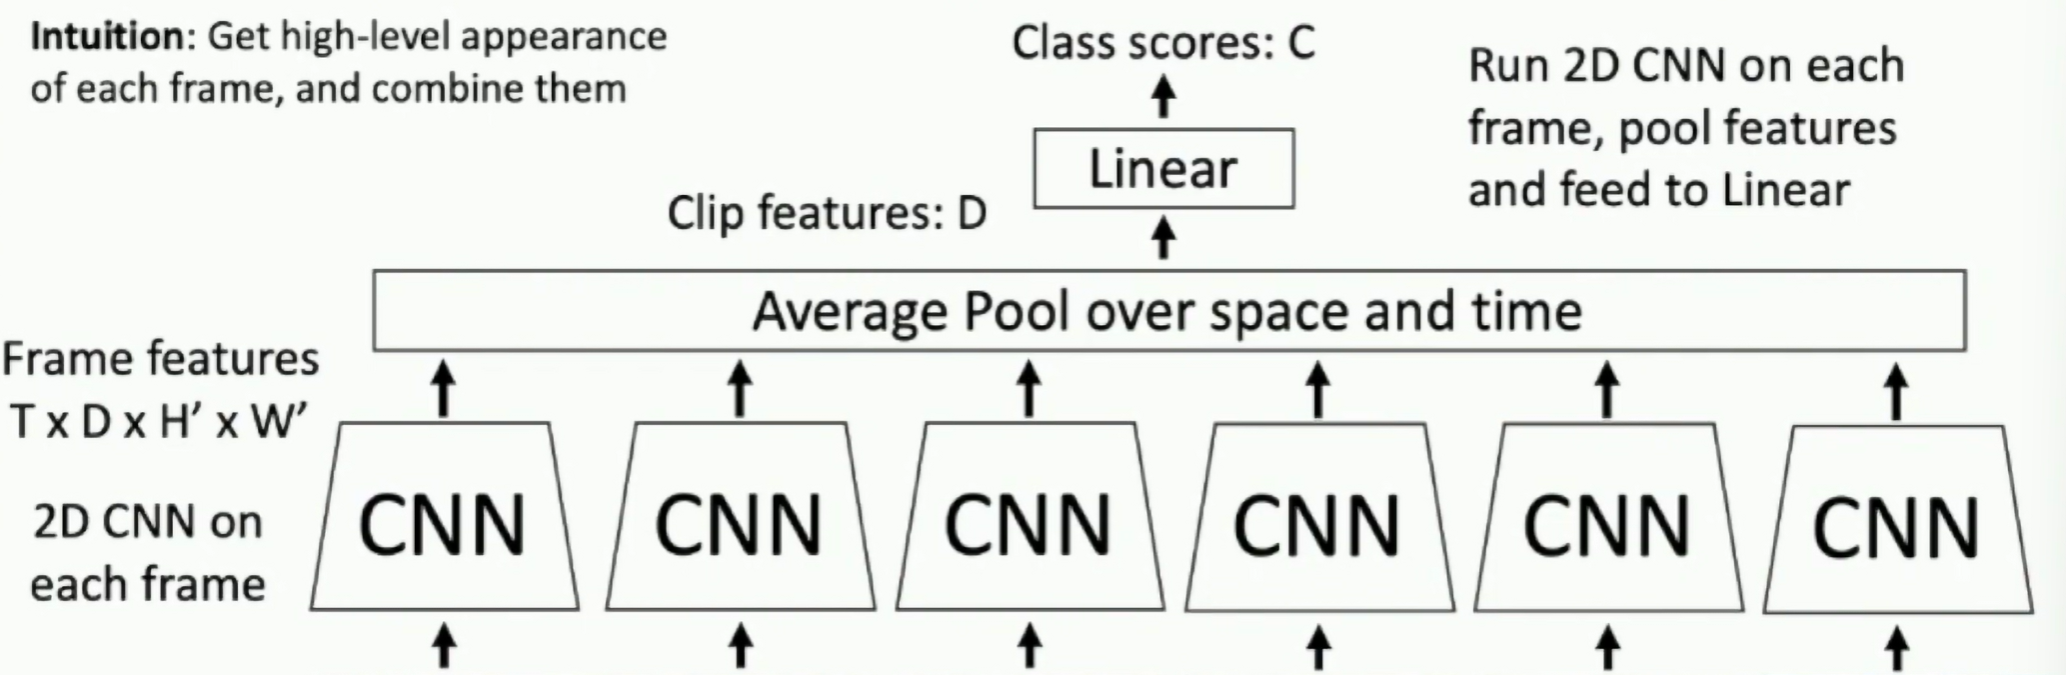 Intuition: Get high-level appearance
of each frame, and combine them
Class scores: C
Run 2D CNN on each
frame, pool features
and feed to Linear
Linear
Clip features: D
Average Pool over space and time
Frame features
T x D x H′ x W′
CNN CNN CNN CNN CNN CNN
2D CNN on
each frame